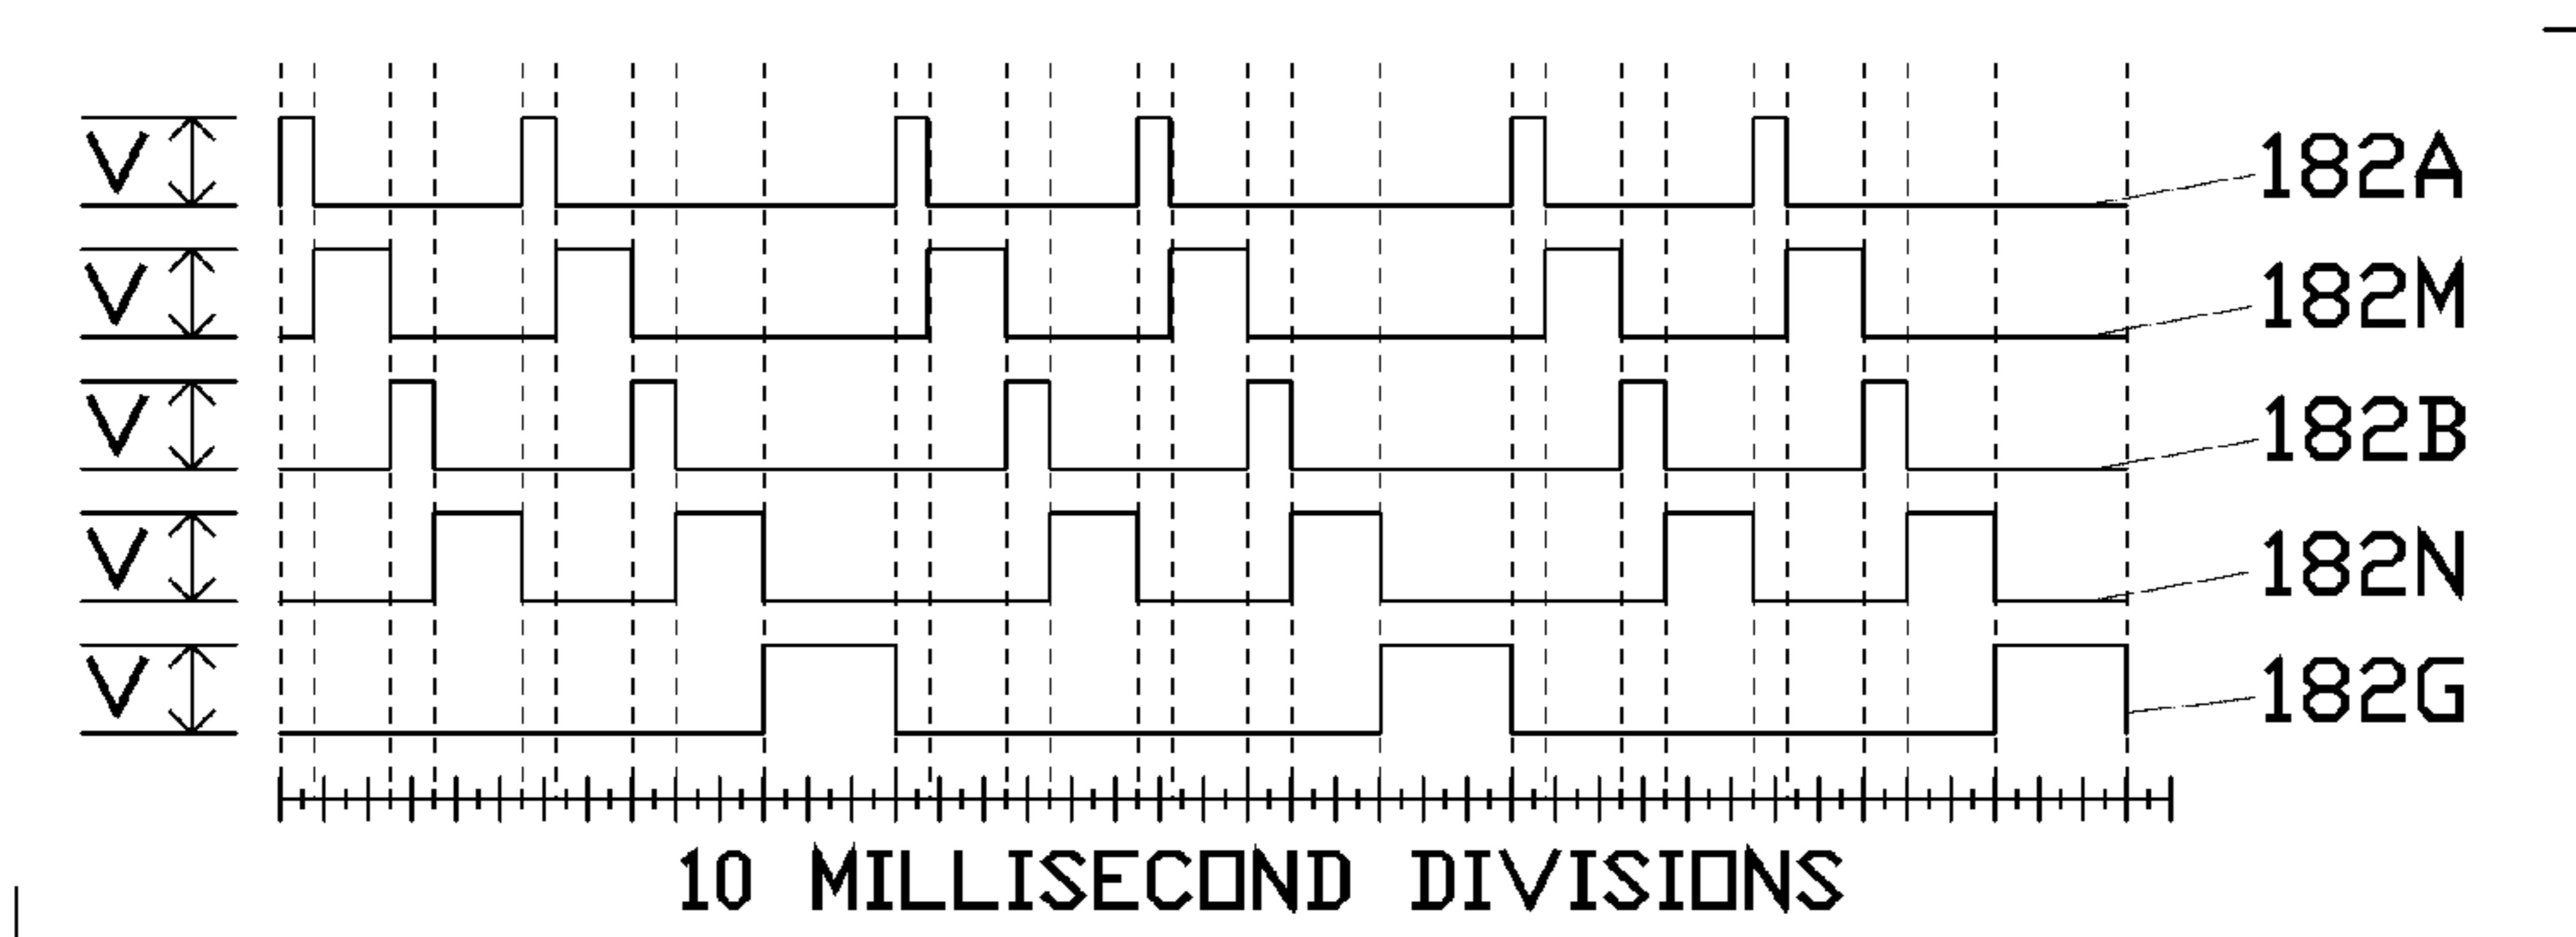 V 182A
V 182M
V 182B
V 182N
V 182G
10 MILLISECOND DIVISIONS